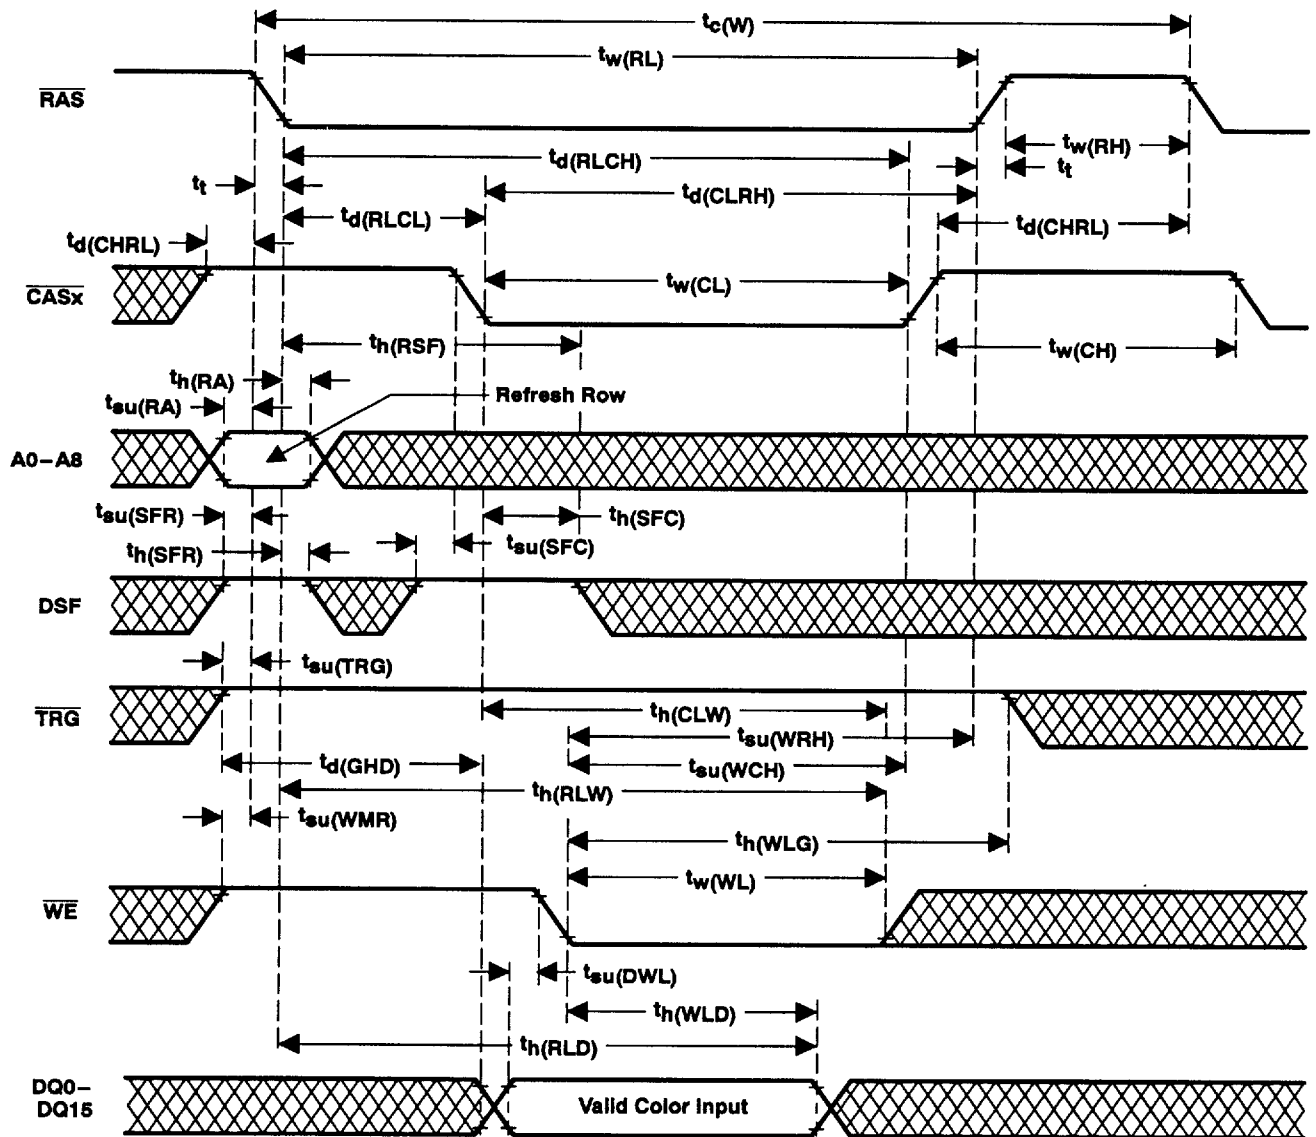 tc(W)
tw(RL)
RAS
tw(RH)
td(RLCH)
tt
tt
td(CLRH)
td(RLCL)
td(CHRL)
td(CHRL)
CASx
tw(CL)
th(RSF)
tw(CH)
th(RA)
tsu(RA)
Refresh Row
A0–A8
tsu(SFR)
th(SFC)
th(SFR)
tsu(SFC)
DSF
tsu(TRG)
TRG
th(CLW)
tsu(WRH)
td(GHD)
tsu(WCH)
th(RLW)
tsu(WMR)
th(WLG)
tw(WL)
WE
tsu(DWL)
th(WLD)
th(RLD)
DQ0–
DQ15
Valid Color Input